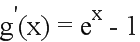 g'(x) = e^x - 1